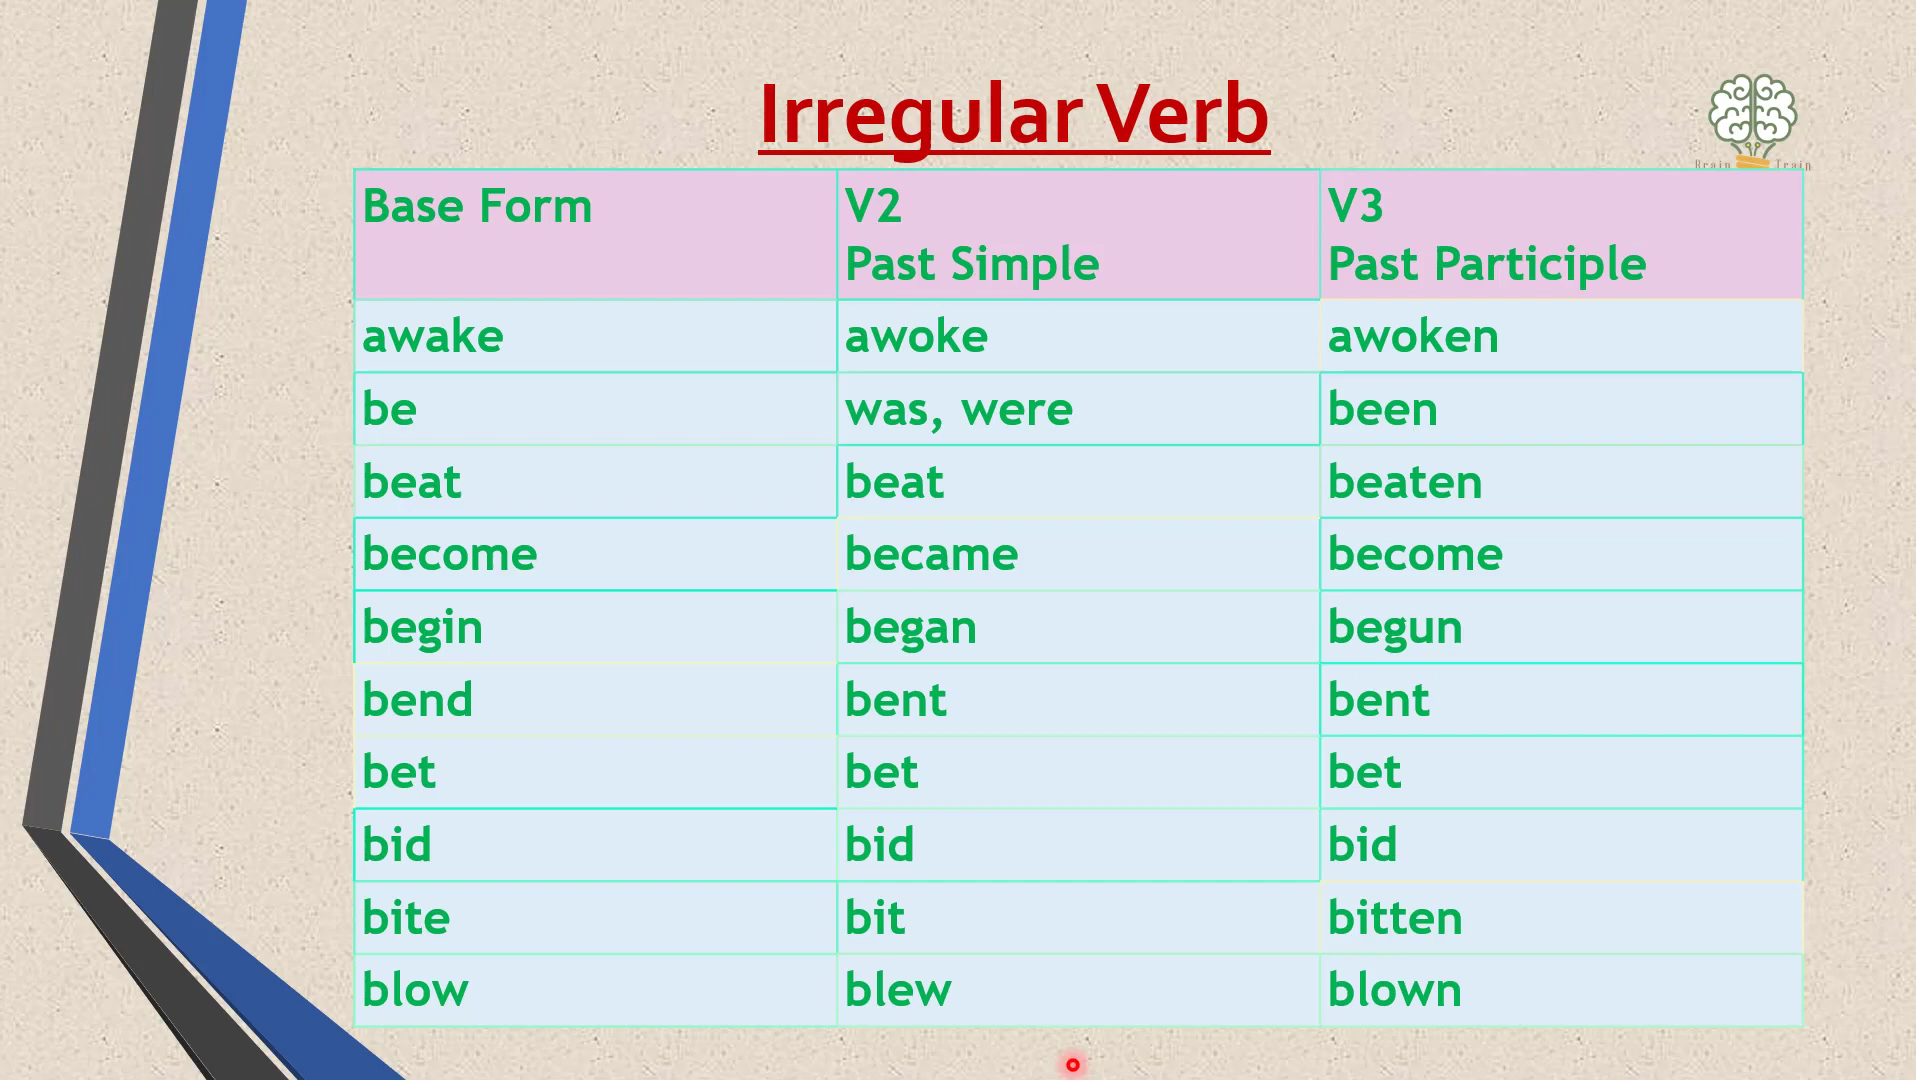 Irregular Verb
Brain Train
Base Form V2 V3
Past Simple Past Participle
awake awoke awoken
be was, were been
beat beat beaten
become became become
begin began begun
bend bent bent
bet bet bet
bid bid bid
bite bit bitten
blow blew blown